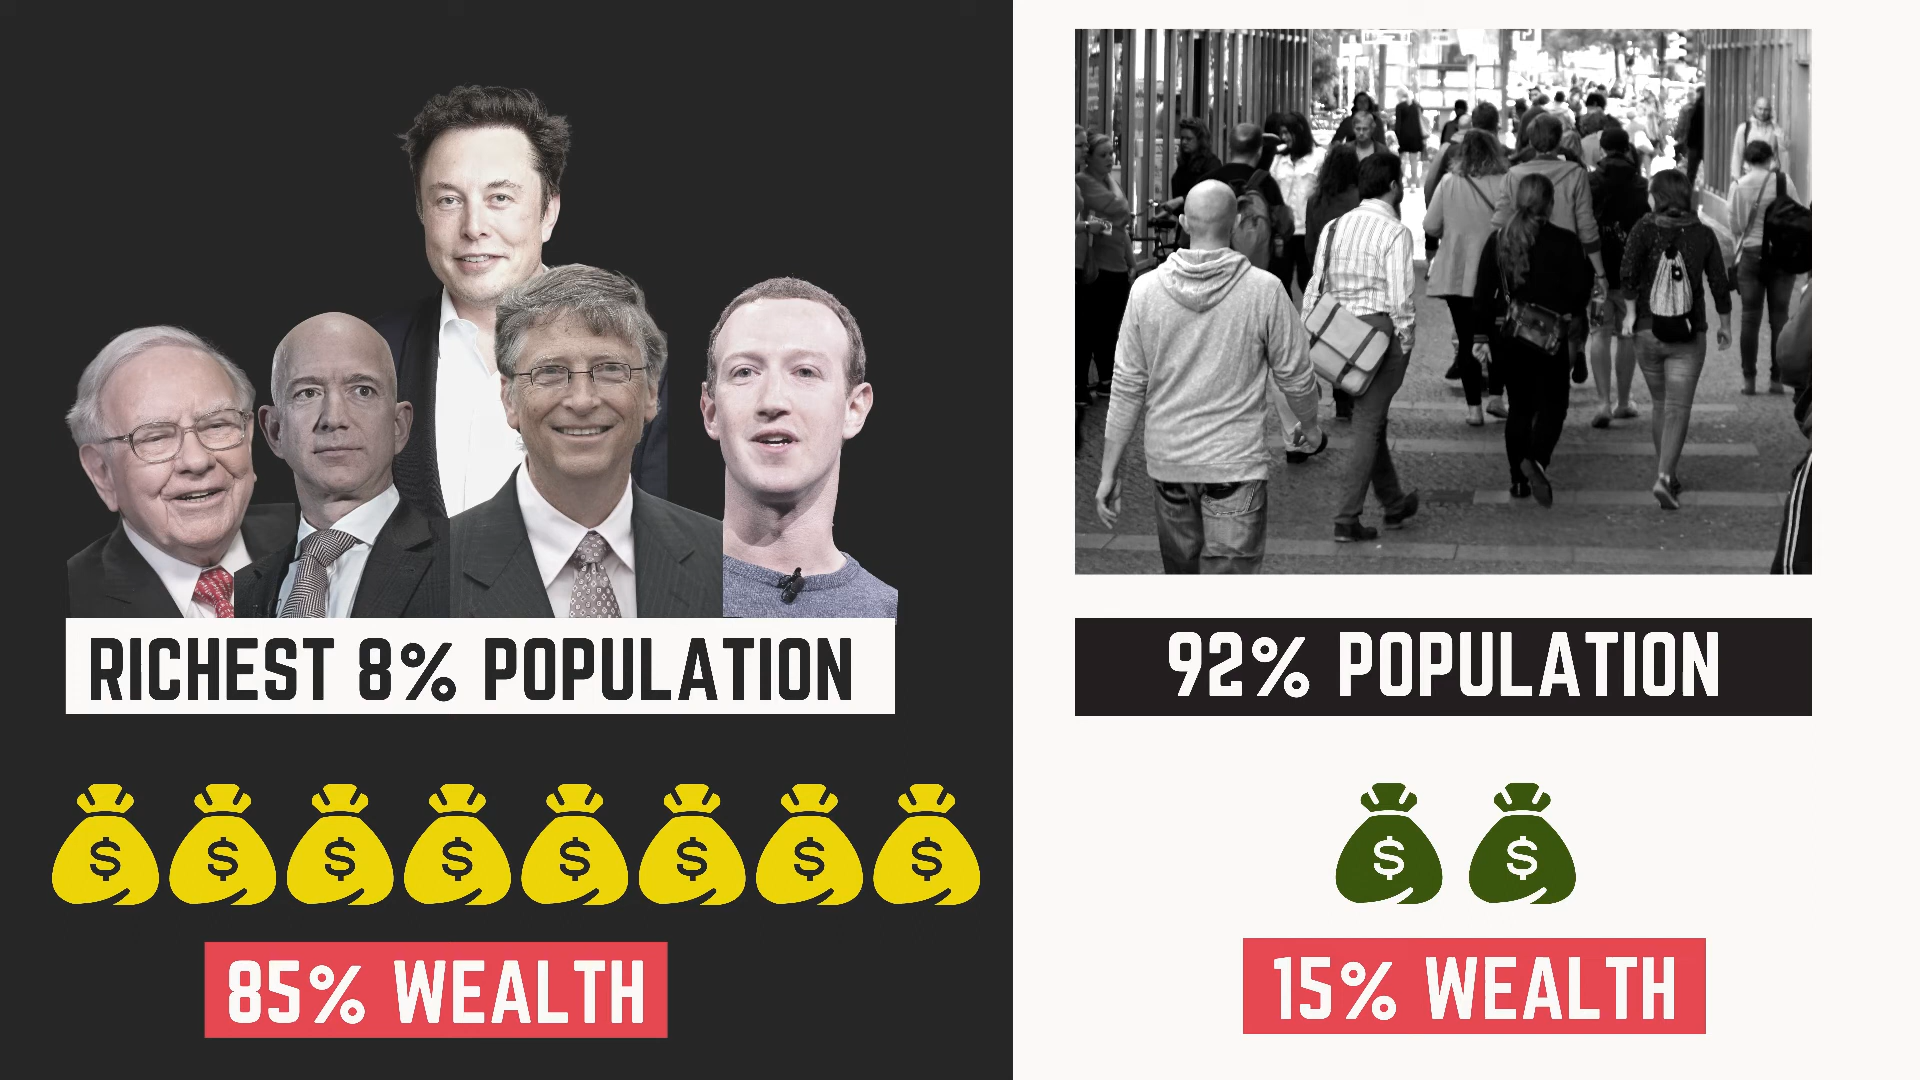 RICHEST 8% POPULATION
$ $ $ $ $ $ $ $
85% WEALTH
92% POPULATION
$ $
15% WEALTH